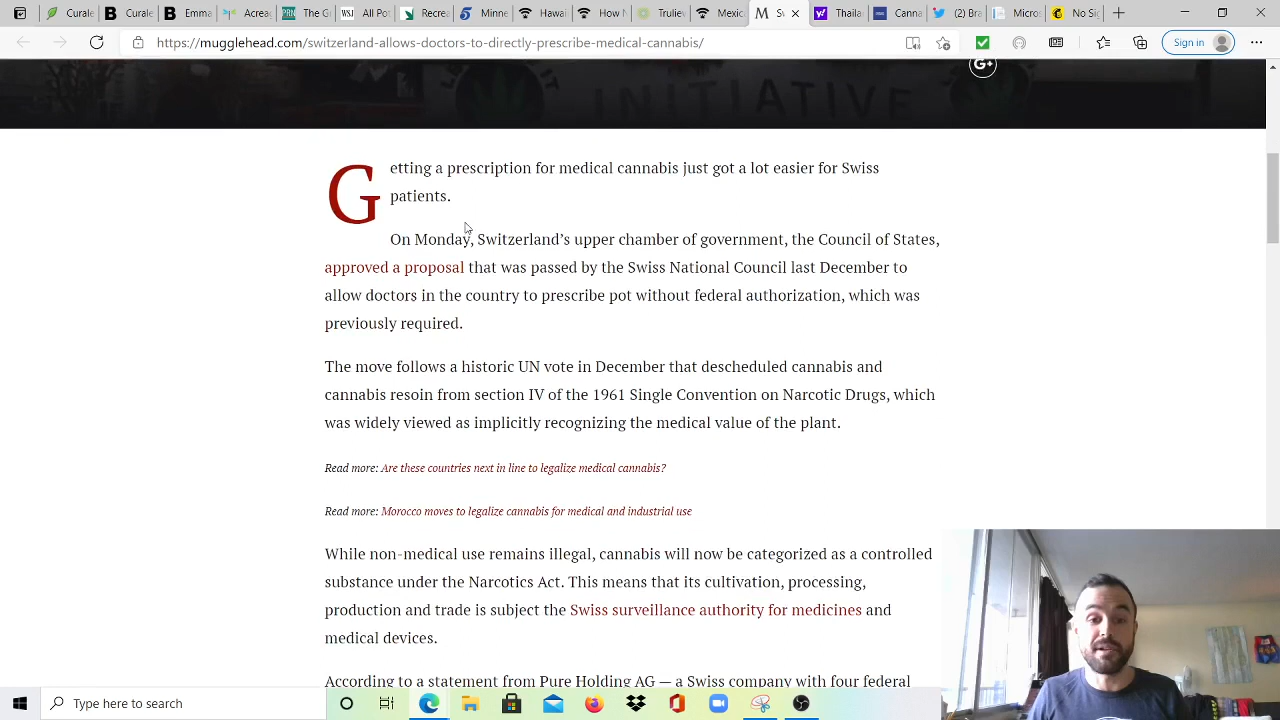 Curale
Curale
Emma
Acrea
The G
All Pot
Recre
Minne
Hawai
How M
Truliev
(
M
S
Thaila
Canna
(2) Bra
Micros
No Sig
https://mugglehead.com/switzerland-allows-doctors-to-directly-prescribe-medical-cannabis/
Sign in
G+
INITIATIVE
Getting a prescription for medical cannabis just got a lot easier for Swiss
patients.
On Monday, Switzerland’s upper chamber of government, the Council of States,
approved a proposal that was passed by the Swiss National Council last December to
allow doctors in the country to prescribe pot without federal authorization, which was
previously required.
The move follows a historic UN vote in December that descheduled cannabis and
cannabis resoin from section IV of the 1961 Single Convention on Narcotic Drugs, which
was widely viewed as implicitly recognizing the medical value of the plant.
Read more: Are these countries next in line to legalize medical cannabis?
Read more: Morocco moves to legalize cannabis for medical and industrial use
While non-medical use remains illegal, cannabis will now be categorized as a controlled
substance under the Narcotics Act. This means that its cultivation, processing,
production and trade is subject the Swiss surveillance authority for medicines and
medical devices.
According to a statement from Pure Holding AG — a Swiss company with four federal
Type here to search